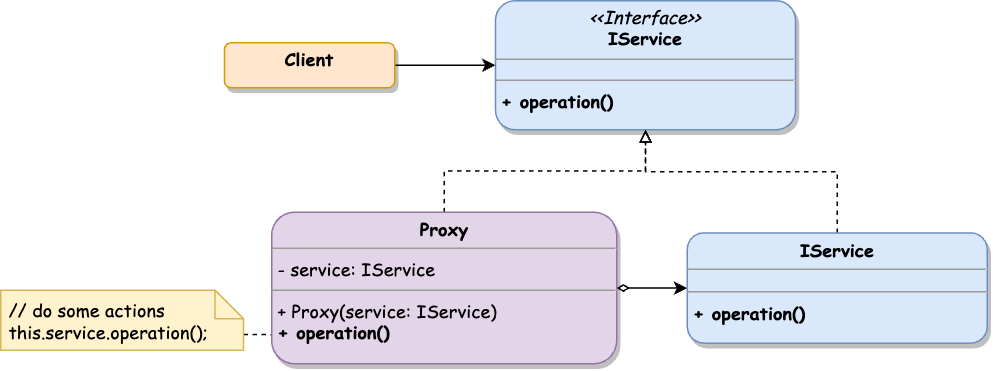 <<Interface>>
IService
Client
+ operation()
Proxy
- service: IService
+ Proxy(service: IService)
+ operation()
IService
+ operation()
// do some actions
this.service.operation();